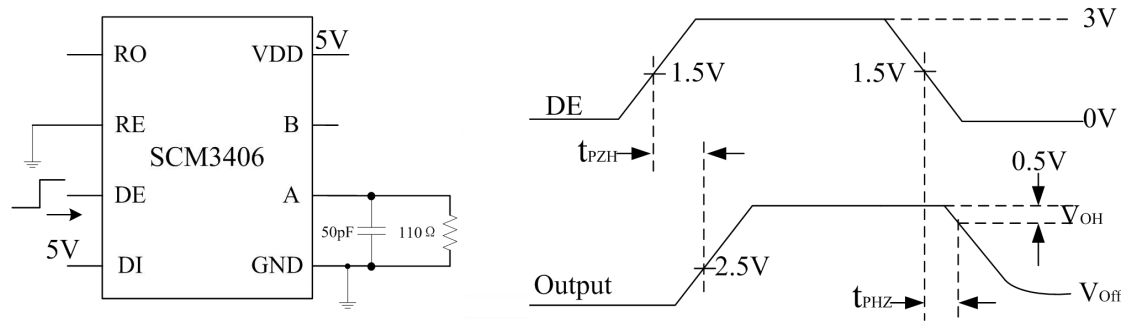 RO
VDD
5V
RE
B
SCM3406
DE
A
50pF
110Ω
5V
DI
GND
3V
1.5V
1.5V
DE
0V
tPZH
0.5V
VOH
2.5V
Output
tPHZ
VOff